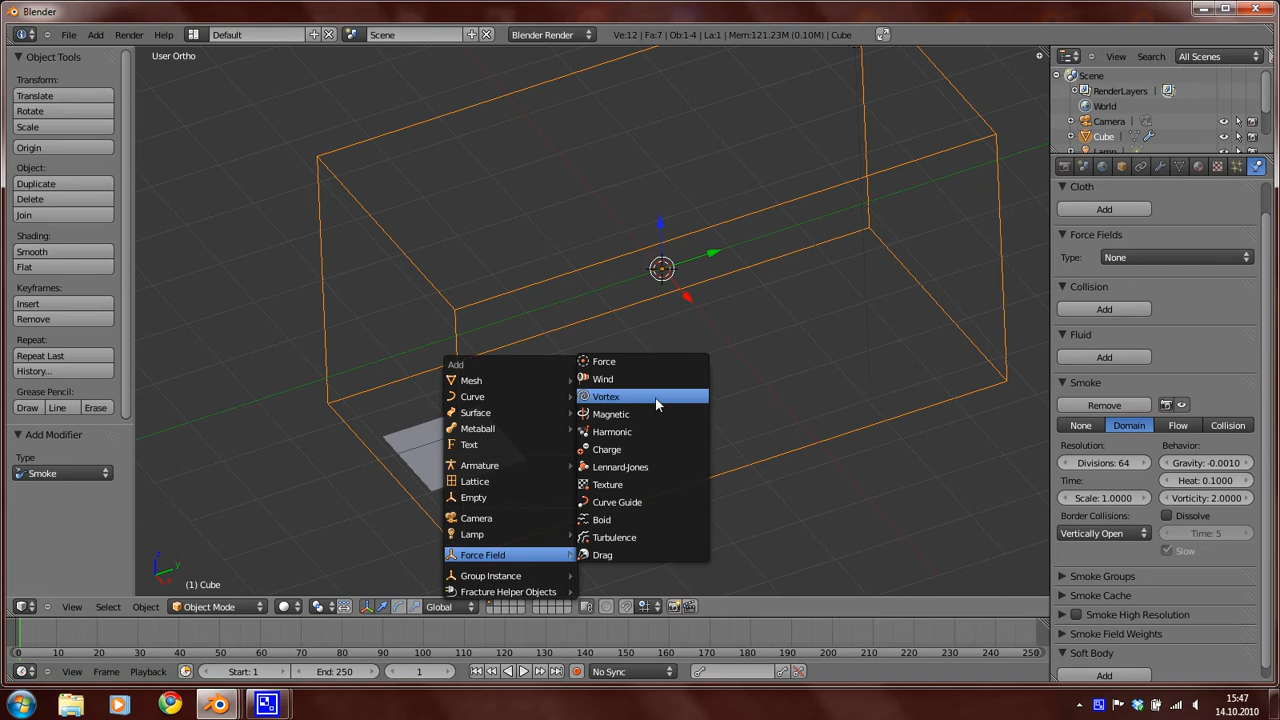 Blender
File Add Render Help Default Scene Blender Render Ve:12 | Fa:7 | Ob:1-4 | La:1 | Mem:121.23M (0.10M) | Cube
Object Tools
Transform:
Translate
Rotate
Scale
Origin
Object:
Duplicate
Delete
Join
Shading:
Smooth
Flat
Keyframes:
Insert
Remove
Repeat:
Repeat Last
History...
Grease Pencil:
Draw Line Erase
Add Modifier
Type
Smoke
User Ortho
z y
(1) Cube
Add
Mesh
Curve
Surface
Metaball
Text
Armature
Lattice
Empty
Camera
Lamp
Force Field
Group Instance
Fracture Helper Objects
Force
Wind
Vortex
Magnetic
Harmonic
Charge
Lennard-Jones
Texture
Curve Guide
Boid
Turbulence
Drag
View Select Object Object Mode Global
View Search All Scenes
Scene
RenderLayers
World
Camera
Cube
Cloth
Add
Force Fields
Type: None
Collision
Add
Fluid
Add
Smoke
Remove
None Domain Flow Collision
Resolution: Behavior:
Divisions: 64 Gravity: -0.0010
Time: Heat: 0.1000
Scale: 1.0000 Vorticity: 2.0000
Border Collisions: Dissolve
Vertically Open Time: 5
Slow
Smoke Groups
Smoke Cache
Smoke High Resolution
Smoke Field Weights
Soft Body
Add
0 10 20 30 40 50 60 70 80 90 100 110 120 130 140 150 160 170 180 190 200 210 220 230 240 250
View Frame Playback Start: 1 End: 250 1 No Sync
15:47
14.10.2010